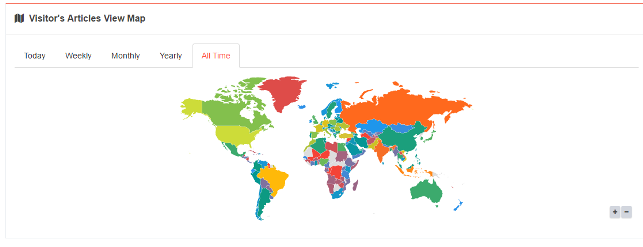 Visitor's Articles View Map
Today Weekly Monthly Yearly All Time
+ −